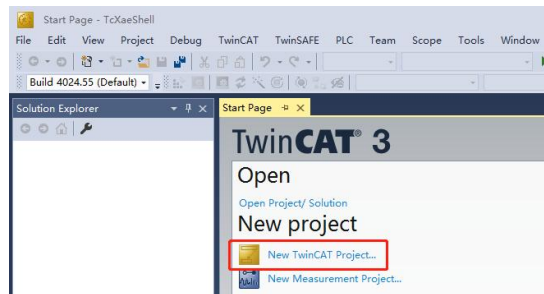 Start Page - TcXaeShell
File Edit View Project Debug TwinCAT TwinSAFE PLC Team Scope Tools Window
Build 4024.55 (Default)
Solution Explorer
Start Page
TwinCAT® 3
Open
Open Project/ Solution
New project
New TwinCAT Project...
New Measurement Project...